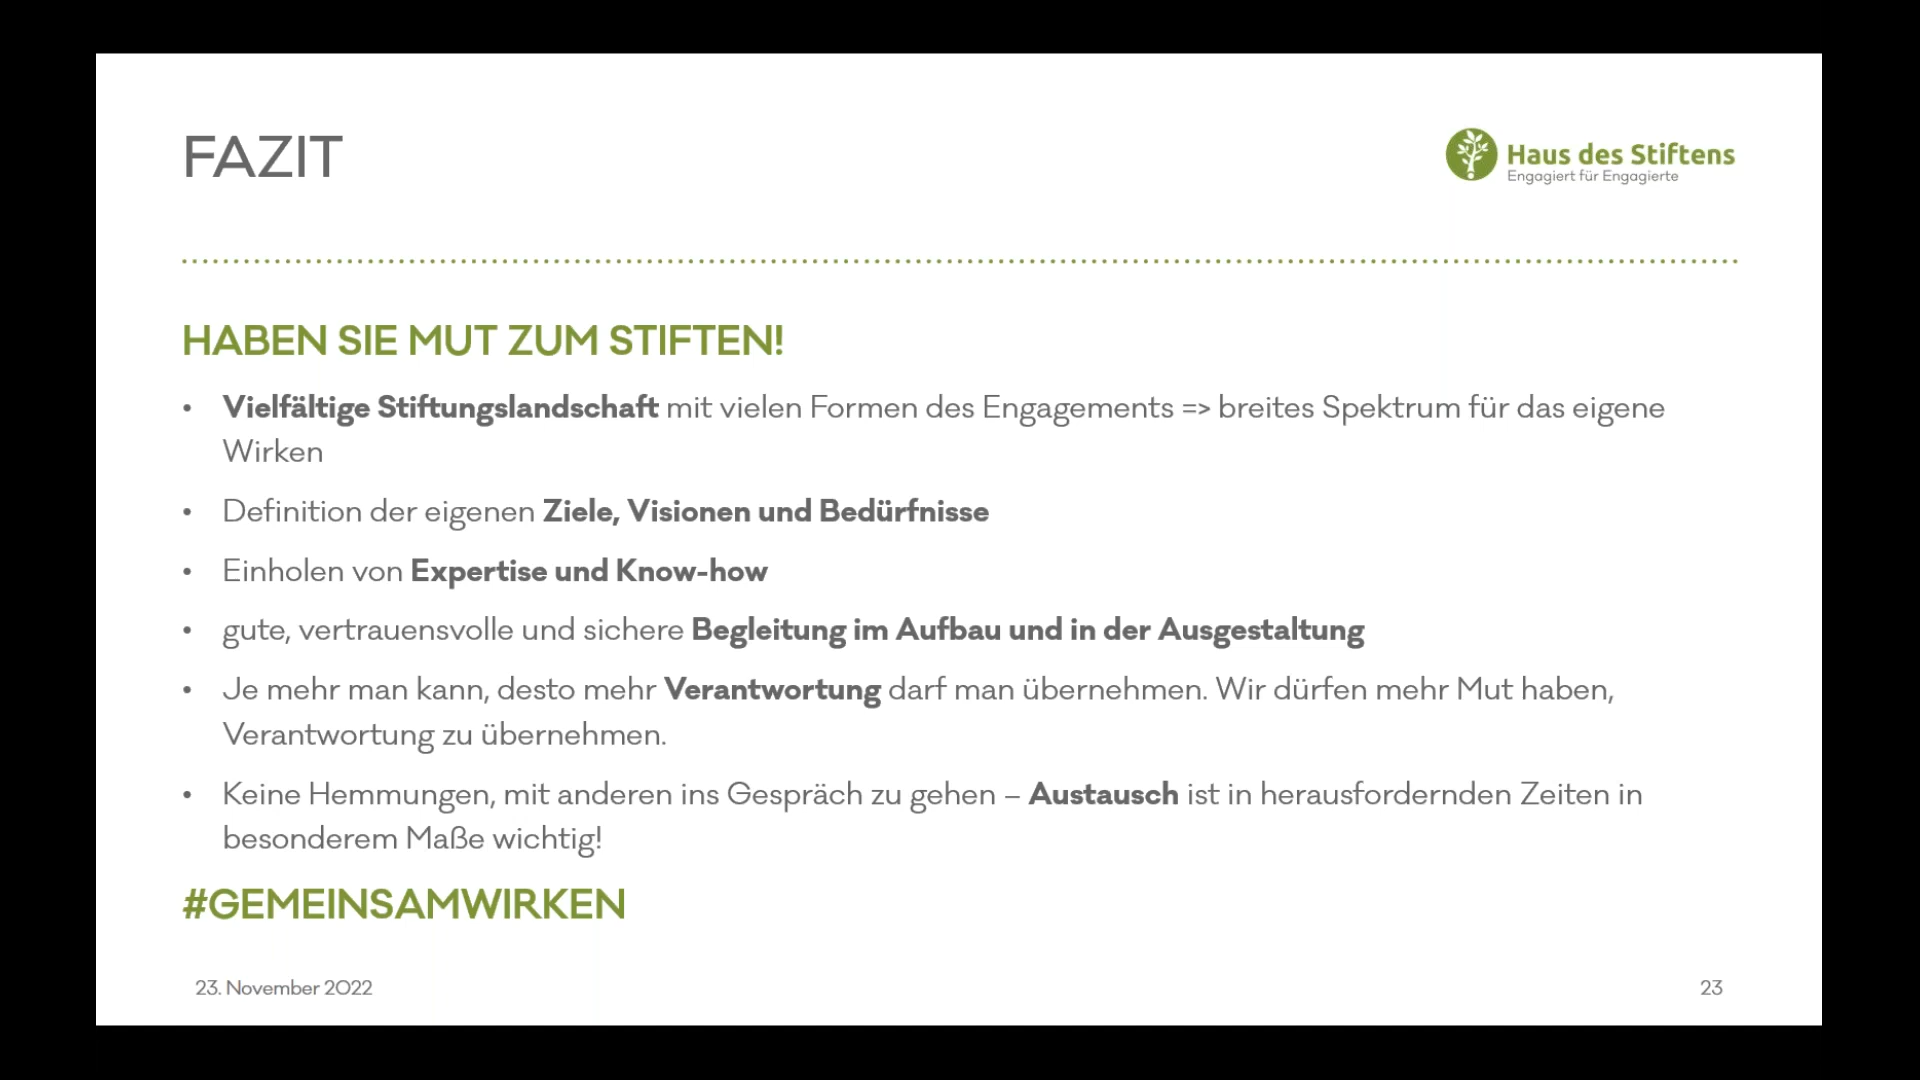 FAZIT
Haus des Stiftens
Engagiert für Engagierte
HABEN SIE MUT ZUM STIFTEN!
• Vielfältige Stiftungslandschaft mit vielen Formen des Engagements => breites Spektrum für das eigene
Wirken
• Definition der eigenen Ziele, Visionen und Bedürfnisse
• Einholen von Expertise und Know-how
• gute, vertrauensvolle und sichere Begleitung im Aufbau und in der Ausgestaltung
• Je mehr man kann, desto mehr Verantwortung darf man übernehmen. Wir dürfen mehr Mut haben,
Verantwortung zu übernehmen.
• Keine Hemmungen, mit anderen ins Gespräch zu gehen – Austausch ist in herausfordernden Zeiten in
besonderem Maße wichtig!
#GEMEINSAMWIRKEN
23. November 2022
23